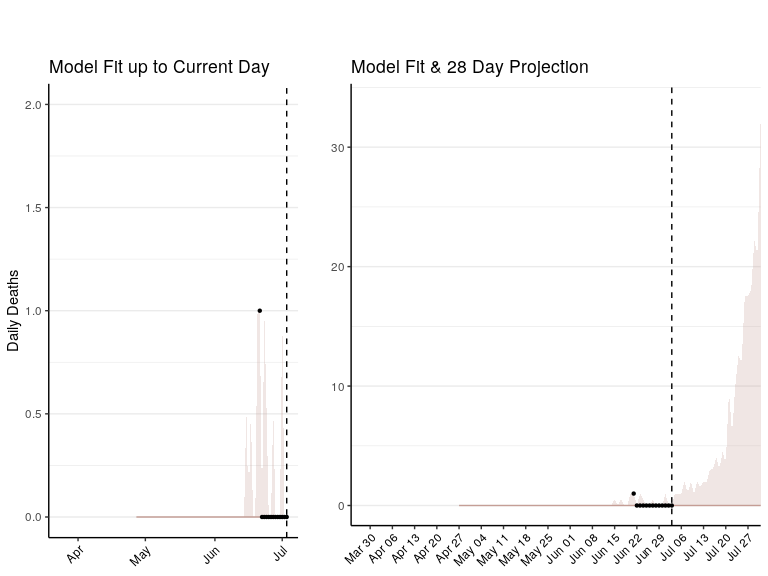 Model Fit up to Current Day
Model Fit & 28 Day Projection
Daily Deaths
2.0
1.5
1.0
0.5
0.0
Apr
May
Jun
Jul
30
20
10
0
Mar 30
Apr 06
Apr 13
Apr 20
Apr 27
May 04
May 11
May 18
May 25
Jun 01
Jun 08
Jun 15
Jun 22
Jun 29
Jul 06
Jul 13
Jul 20
Jul 27